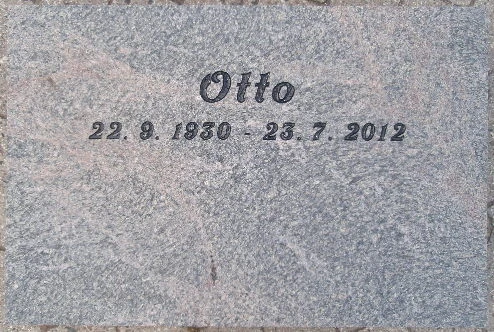 Otto
22. 9. 1930 - 23. 7. 2012